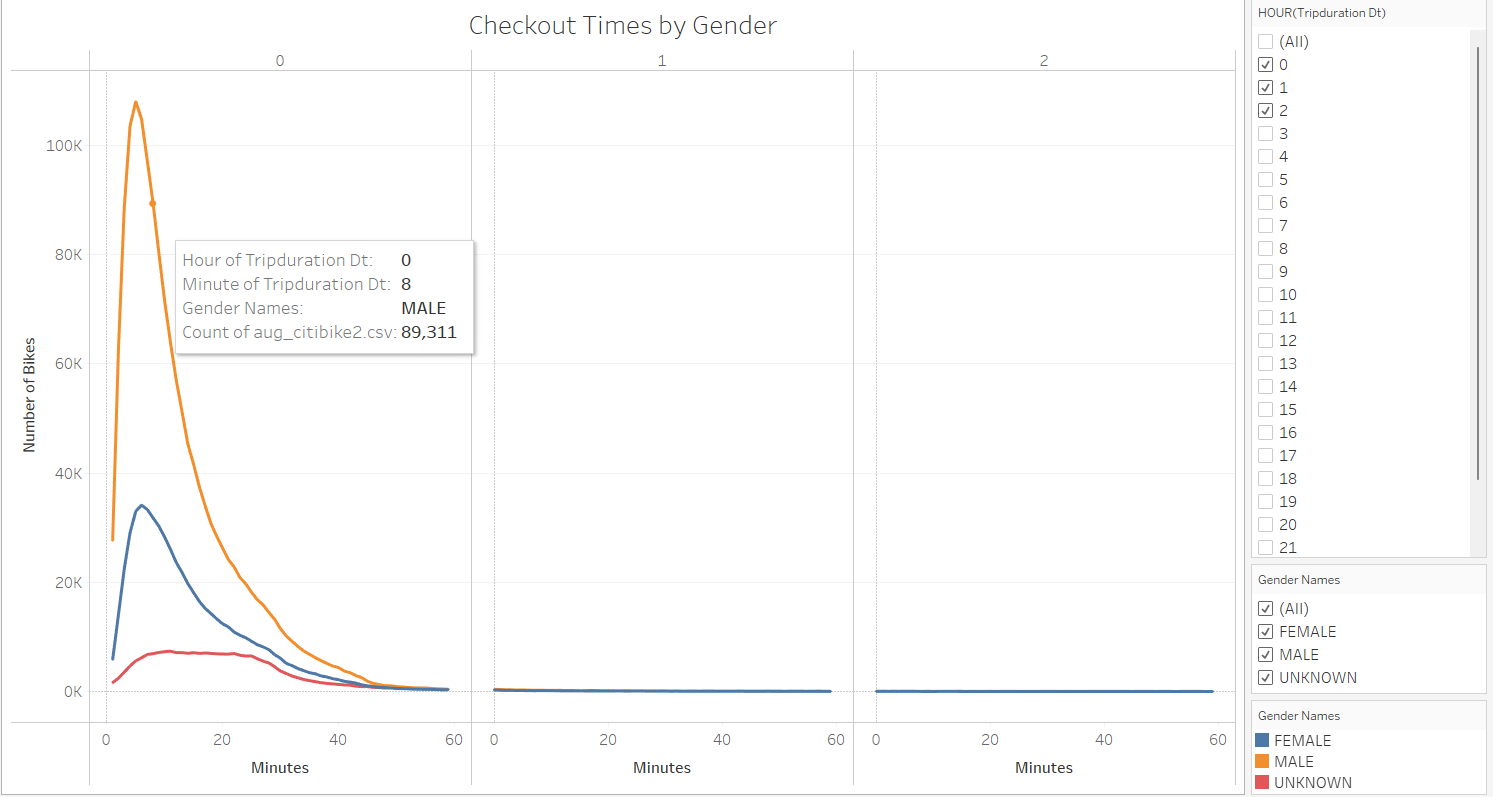 Checkout Times by Gender
0 1 2
100K
80K
60K
40K
20K
0K
Number of Bikes
Hour of Tripduration Dt: 0
Minute of Tripduration Dt: 8
Gender Names: MALE
Count of aug_citibike2.csv: 89,311
0 20 40 60 0 20 40 60 0 20 40 60
Minutes Minutes Minutes
HOUR(Tripduration Dt)
(All)
0
1
2
3
4
5
6
7
8
9
10
11
12
13
14
15
16
17
18
19
20
21
Gender Names
(All)
FEMALE
MALE
UNKNOWN
Gender Names
FEMALE
MALE
UNKNOWN